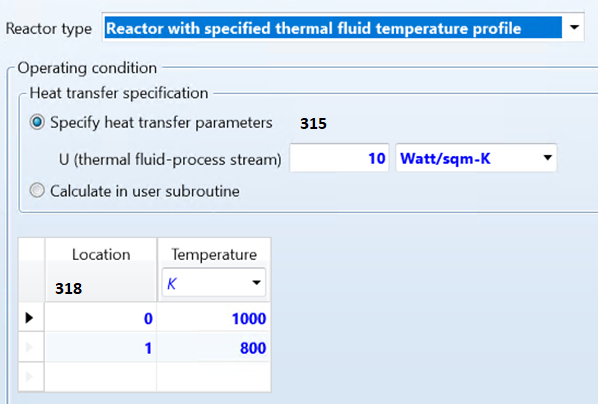 Reactor type Reactor with specified thermal fluid temperature profile
Operating condition
Heat transfer specification
Specify heat transfer parameters 315
U (thermal fluid-process stream) 10 Watt/sqm-K
Calculate in user subroutine
Location Temperature
318 K
0 1000
1 800